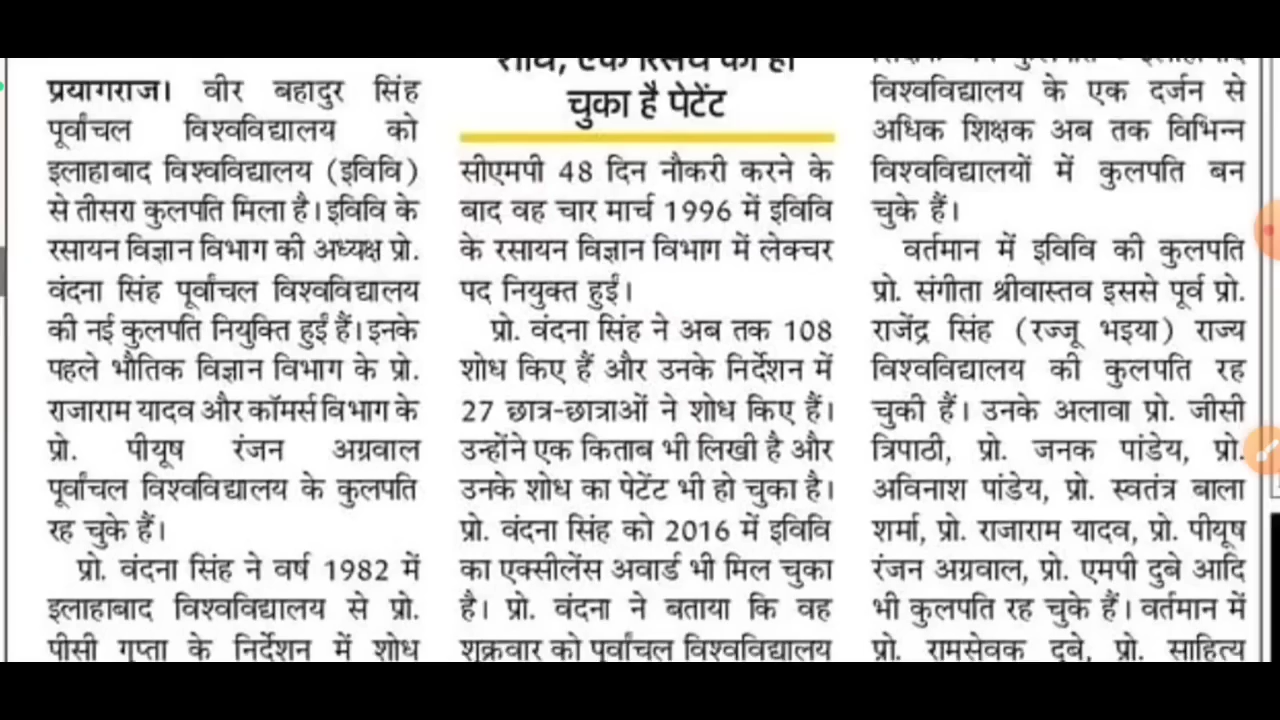 प्रयागराज। वीर बहादुर सिंह
पूर्वांचल विश्वविद्यालय को
इलाहाबाद विश्वविद्यालय (इविवि)
से तीसरा कुलपति मिला है। इविवि के
रसायन विज्ञान विभाग की अध्यक्ष प्रो.
वंदना सिंह पूर्वांचल विश्वविद्यालय
की नई कुलपति नियुक्ति हुईं हैं। इनके
पहले भौतिक विज्ञान विभाग के प्रो.
राजाराम यादव और कॉमर्स विभाग के
प्रो. पीयूष रंजन अग्रवाल
पूर्वांचल विश्वविद्यालय के कुलपति
रह चुके हैं।
प्रो. वंदना सिंह ने वर्ष 1982 में
इलाहाबाद विश्वविद्यालय से प्रो.
पीसी गुप्ता के निर्देशन में शोध
चुका है पेटेंट
सीएमपी 48 दिन नौकरी करने के
बाद वह चार मार्च 1996 में इविवि
के रसायन विज्ञान विभाग में लेक्चर
पद नियुक्त हुईं।
प्रो. वंदना सिंह ने अब तक 108
शोध किए हैं और उनके निर्देशन में
27 छात्र-छात्राओं ने शोध किए हैं।
उन्होंने एक किताब भी लिखी है और
उनके शोध का पेटेंट भी हो चुका है।
प्रो. वंदना सिंह को 2016 में इविवि
का एक्सीलेंस अवार्ड भी मिल चुका
है। प्रो. वंदना ने बताया कि वह
शुक्रवार को पूर्वांचल विश्वविद्यालय
विश्वविद्यालय के एक दर्जन से
अधिक शिक्षक अब तक विभिन्न
विश्वविद्यालयों में कुलपति बन
चुके हैं।
वर्तमान में इविवि की कुलपति
प्रो. संगीता श्रीवास्तव इससे पूर्व प्रो.
राजेंद्र सिंह (रज्जू भइया) राज्य
विश्वविद्यालय की कुलपति रह
चुकी हैं। उनके अलावा प्रो. जीसी
त्रिपाठी, प्रो. जनक पांडेय, प्रो.
अविनाश पांडेय, प्रो. स्वतंत्र बाला
शर्मा, प्रो. राजाराम यादव, प्रो. पीयूष
रंजन अग्रवाल, प्रो. एमपी दुबे आदि
भी कुलपति रह चुके हैं। वर्तमान में
प्रो. रामसेवक दुबे, प्रो. साहित्य